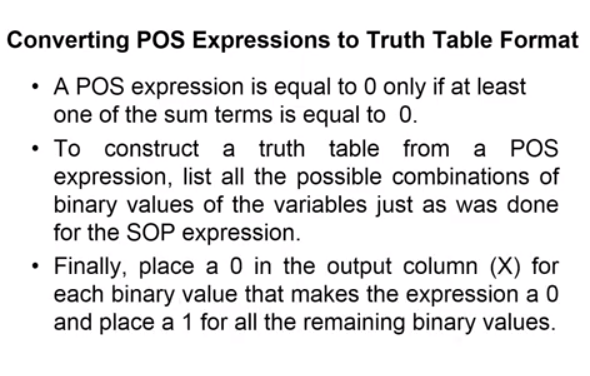 Converting POS Expressions to Truth Table Format
• A POS expression is equal to 0 only if at least
one of the sum terms is equal to 0.
• To construct a truth table from a POS
expression, list all the possible combinations of
binary values of the variables just as was done
for the SOP expression.
• Finally, place a 0 in the output column (X) for
each binary value that makes the expression a 0
and place a 1 for all the remaining binary values.